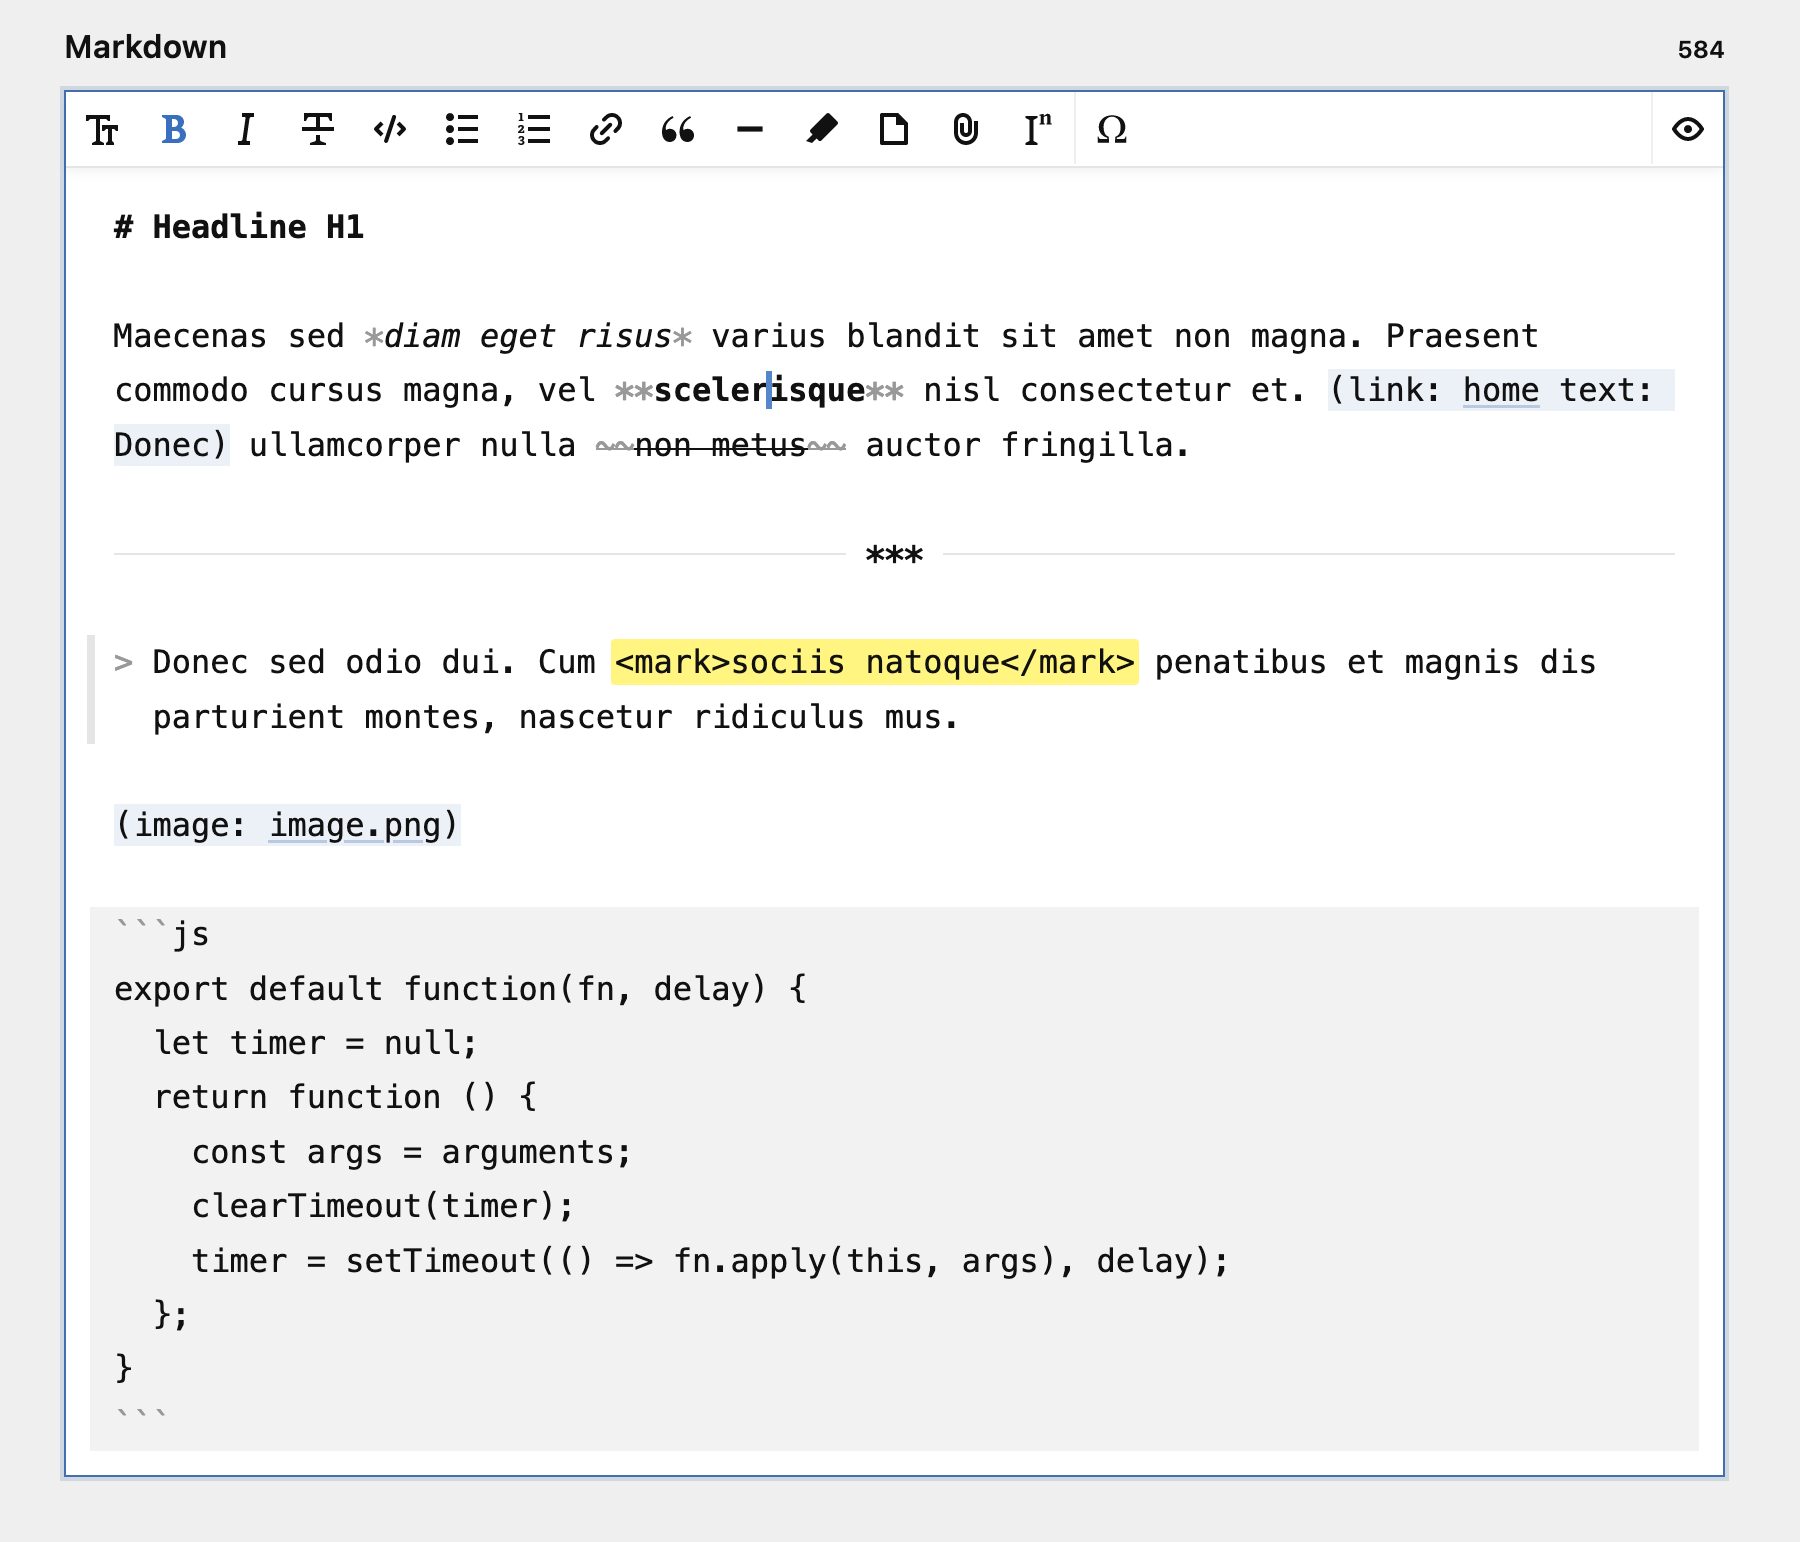 Markdown
584
# Headline H1
Maecenas sed *diam eget risus* varius blandit sit amet non magna. Praesent
commodo cursus magna, vel **scelerisque** nisl consectetur et. (link: home text:
Donec) ullamcorper nulla ~~non metus~~ auctor fringilla.
***
> Donec sed odio dui. Cum <mark>sociis natoque</mark> penatibus et magnis dis
parturient montes, nascetur ridiculus mus.
(image: image.png)
```js
export default function(fn, delay) {
  let timer = null;
  return function () {
    const args = arguments;
    clearTimeout(timer);
    timer = setTimeout(() => fn.apply(this, args), delay);
  };
}
```